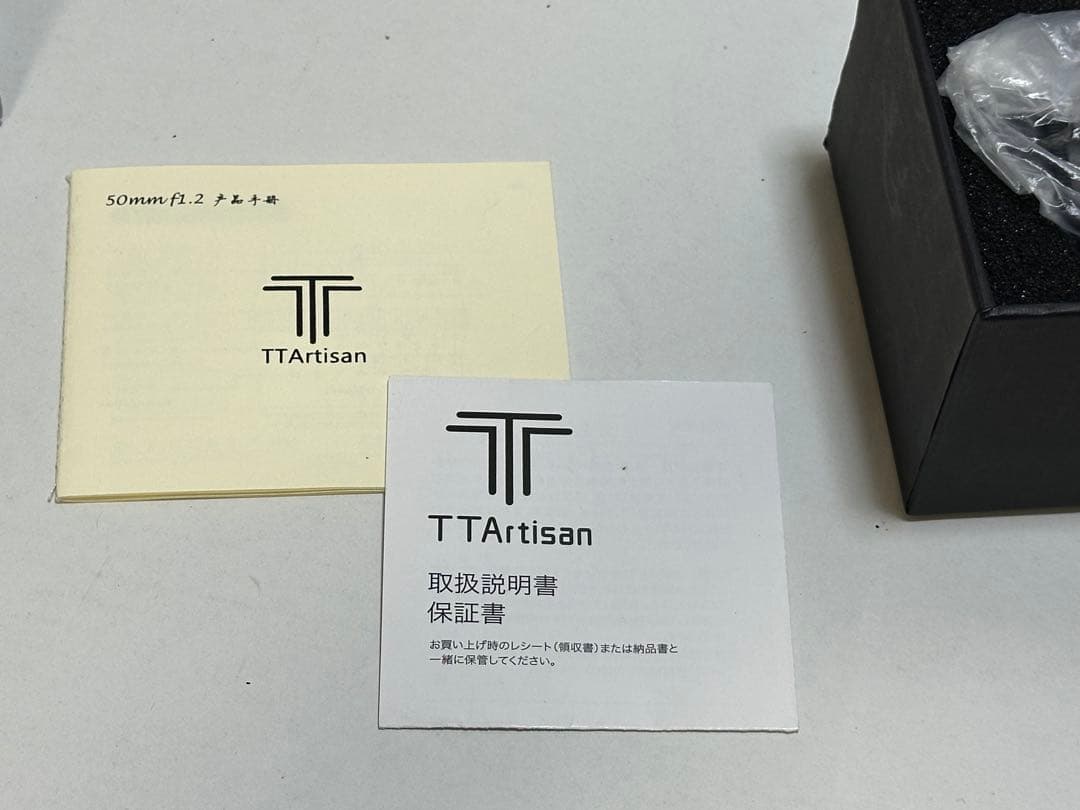 50mm f1.2 产品手册
TTArtisan
TTArtisan
取扱説明書
保証書
お買い上げ時のレシート(領収書)または納品書と
一緒に保管してください。